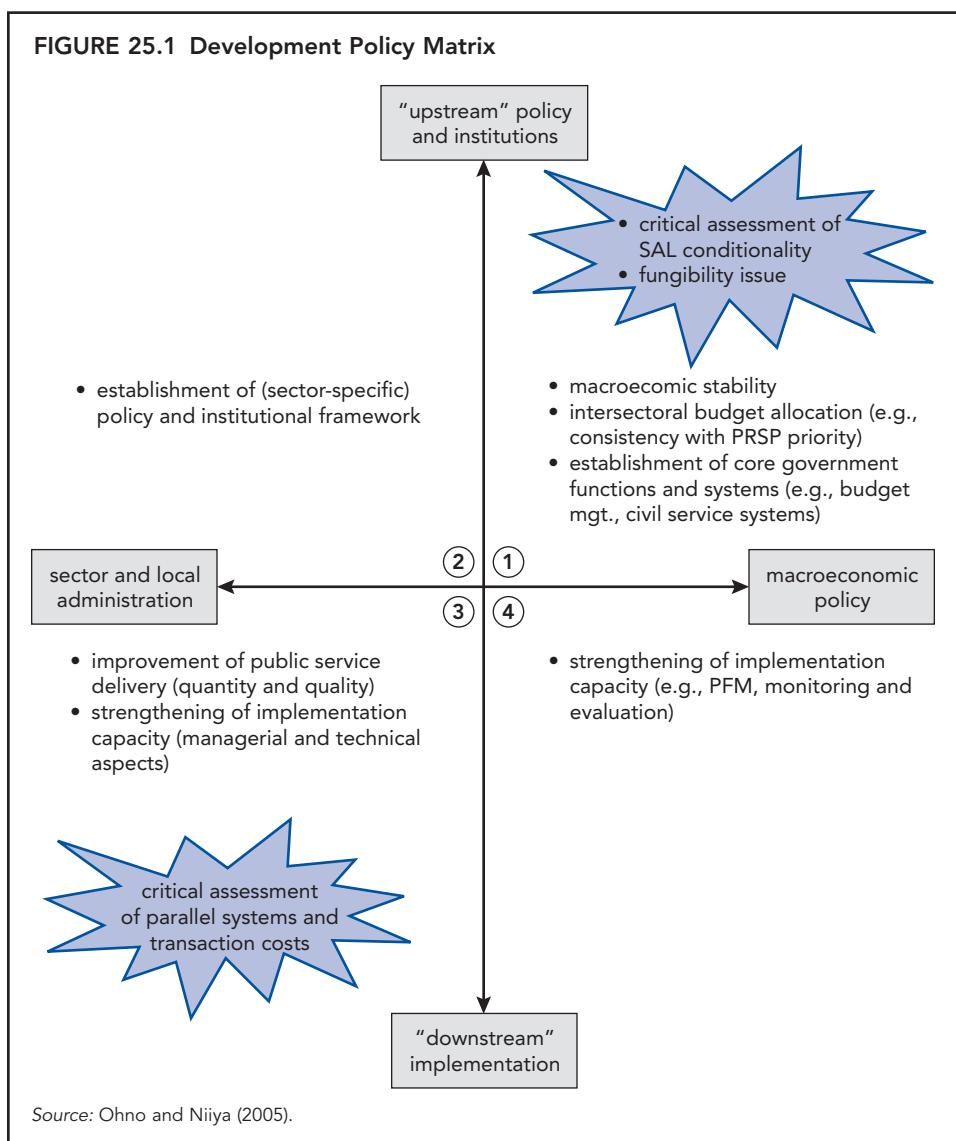 FIGURE 25.1 Development Policy Matrix
“upstream” policy
and institutions
• critical assessment of
SAL conditionality
• fungibility issue
• establishment of (sector-specific)
policy and institutional framework
• macroecomic stability
• intersectoral budget allocation (e.g.,
consistency with PRSP priority)
• establishment of core government
functions and systems (e.g., budget
mgt., civil service systems)
2 1
sector and local
administration
macroeconomic
policy
3 4
• improvement of public service
delivery (quantity and quality)
• strengthening of implementation
capacity (managerial and technical
aspects)
• strengthening of implementation
capacity (e.g., PFM, monitoring and
evaluation)
critical assessment
of parallel systems and
transaction costs
“downstream”
implementation
Source: Ohno and Niiya (2005).